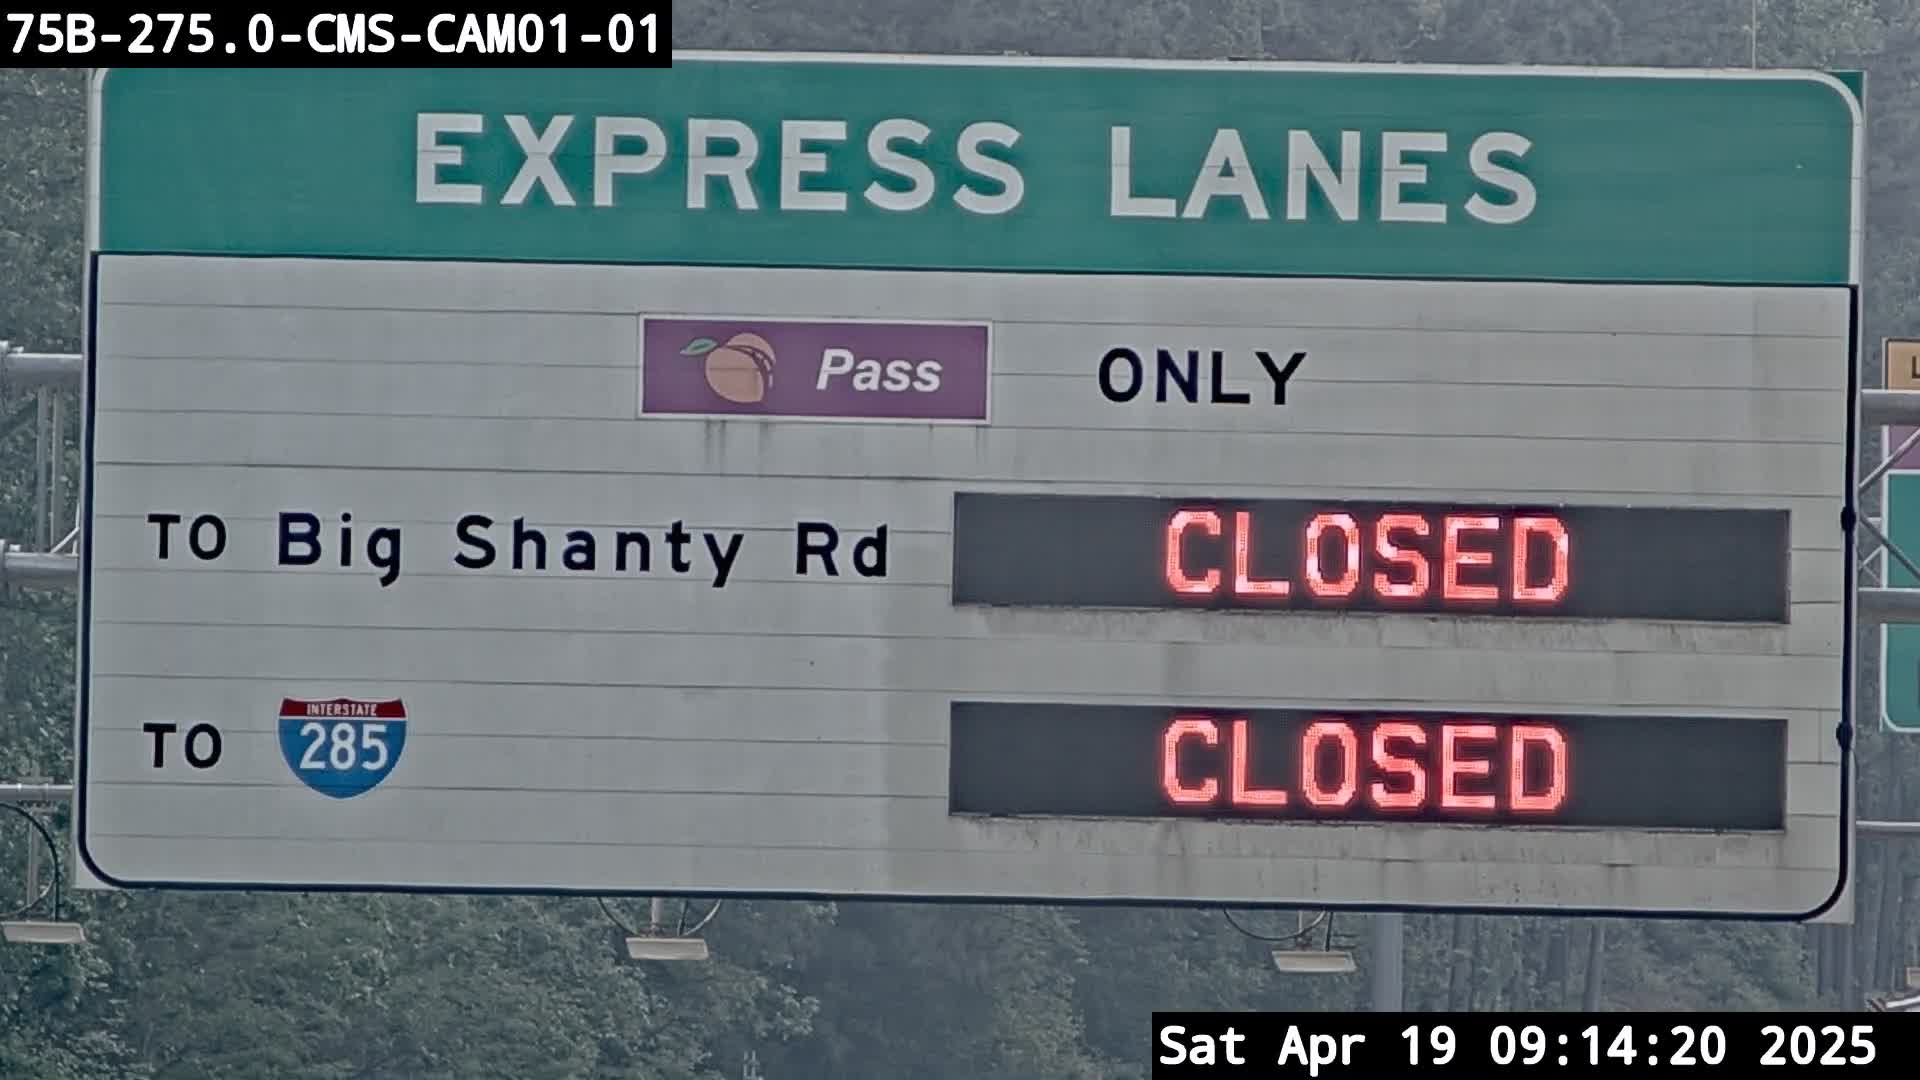 75B-275.0-CMS-CAM01-01
EXPRESS LANES
Pass ONLY
TO Big Shanty Rd CLOSED
TO INTERSTATE 285 CLOSED
Sat Apr 19 09:14:20 2025